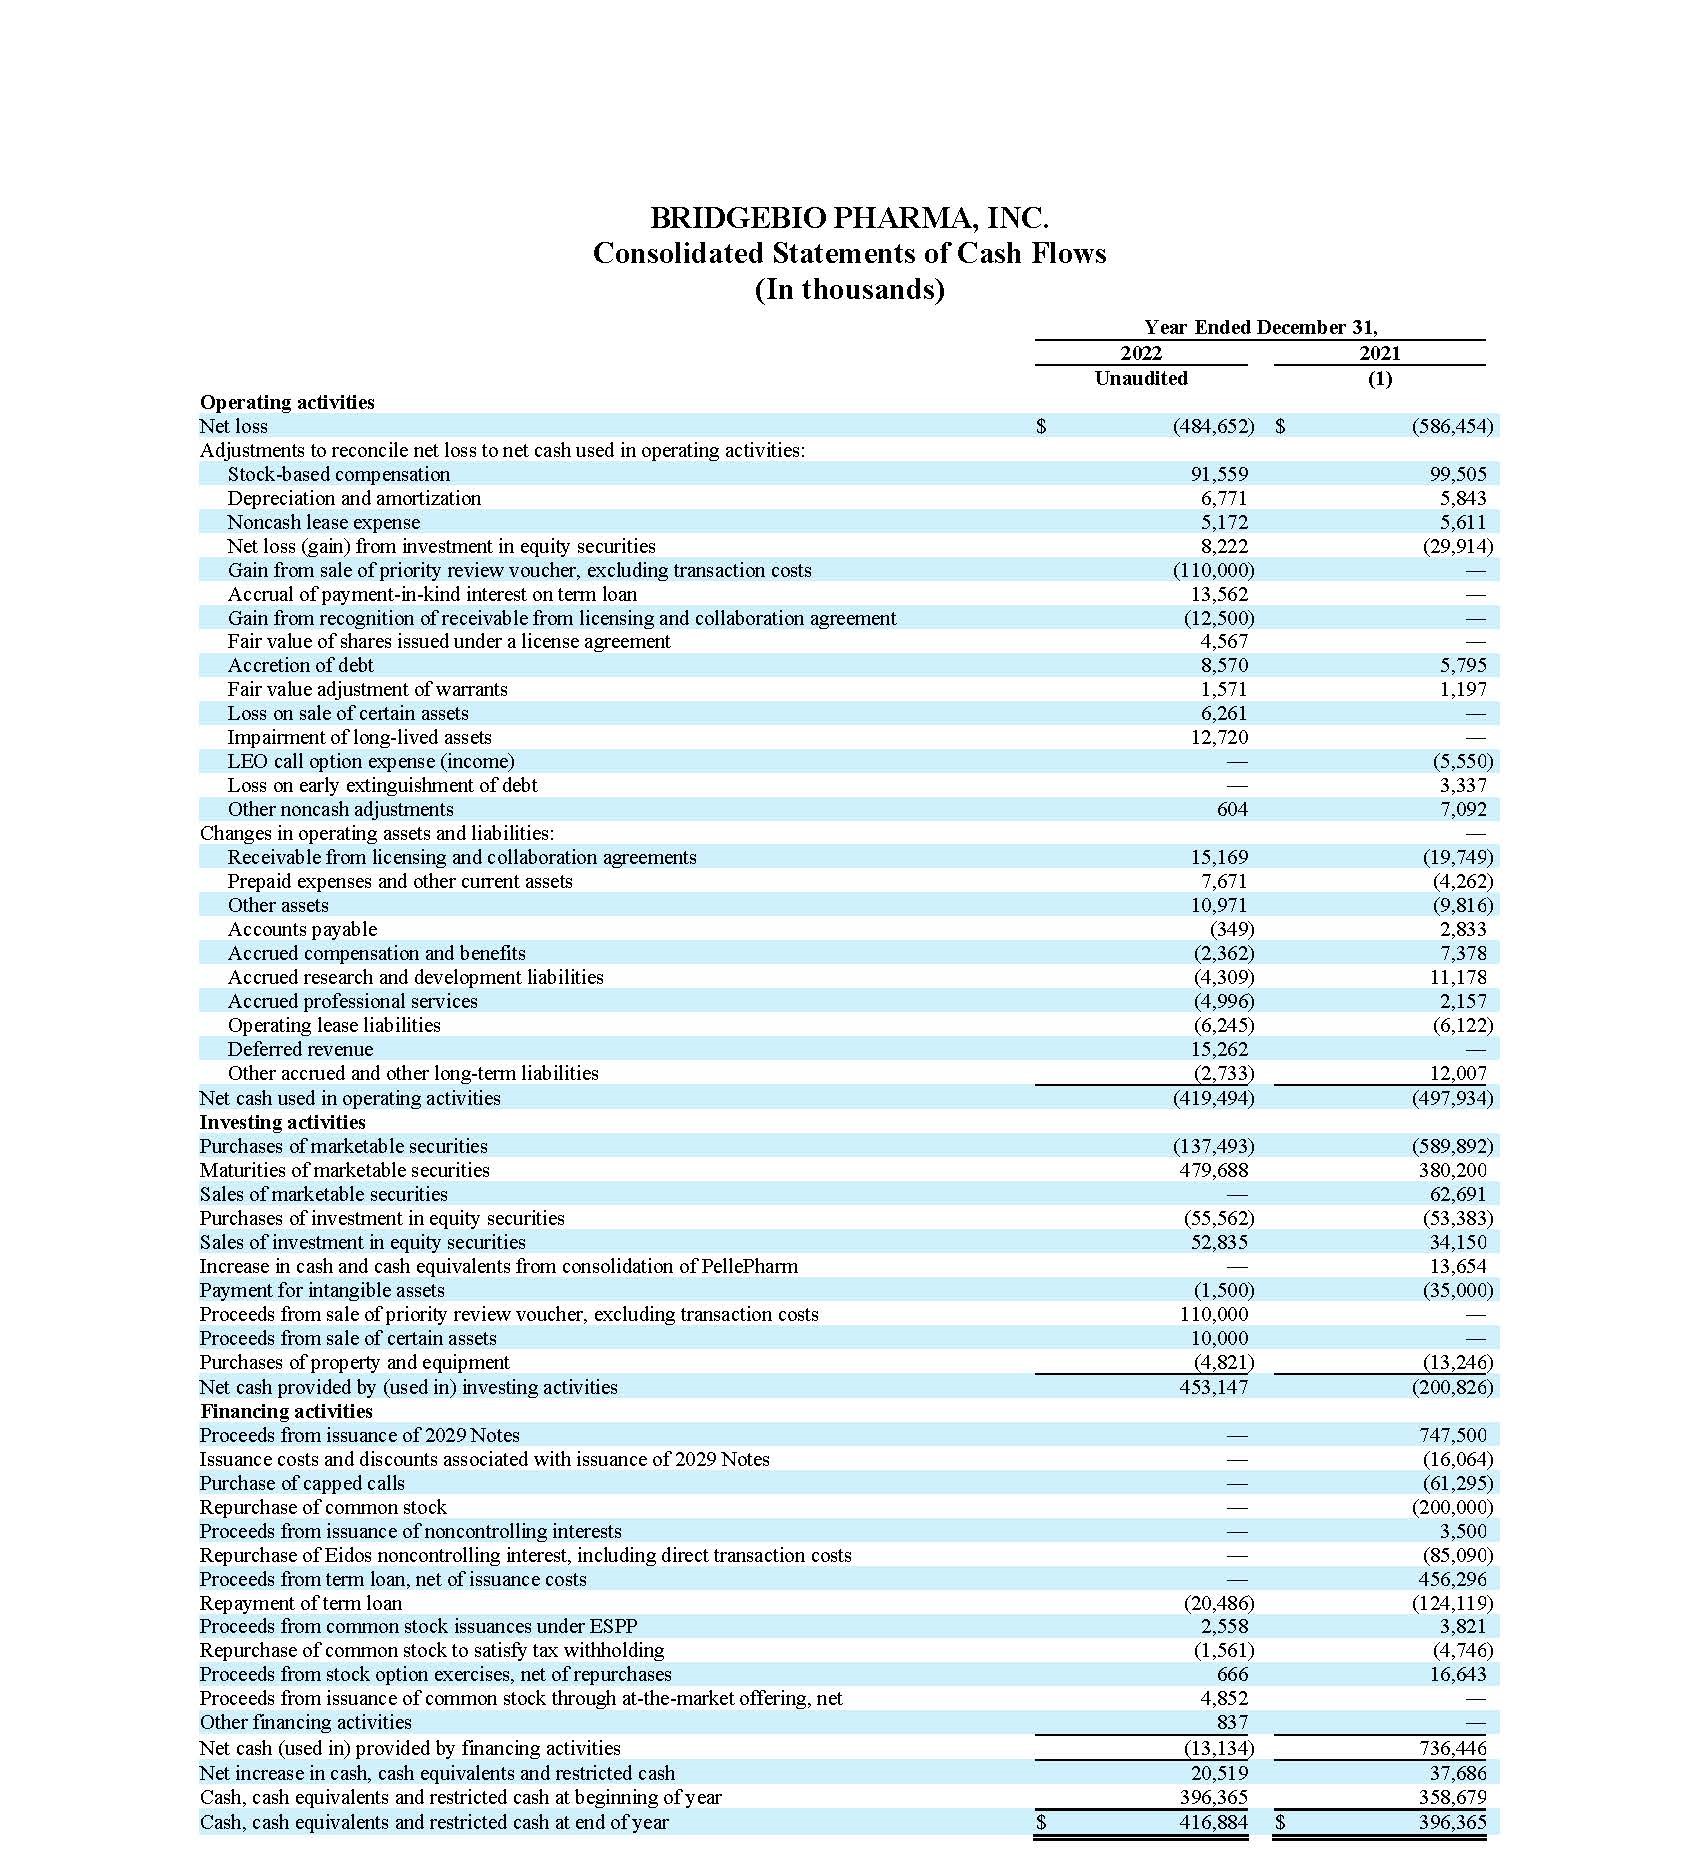 BRIDGEBIO PHARMA, INC.
Consolidated Statements of Cash Flows
(In thousands)
Year Ended December 31,
2022 2021
Unaudited (1)
Operating activities
Net loss $ (484,652) $ (586,454)
Adjustments to reconcile net loss to net cash used in operating activities:
Stock-based compensation 91,559 99,505
Depreciation and amortization 6,771 5,843
Noncash lease expense 5,172 5,611
Net loss (gain) from investment in equity securities 8,222 (29,914)
Gain from sale of priority review voucher, excluding transaction costs (110,000) —
Accrual of payment-in-kind interest on term loan 13,562 —
Gain from recognition of receivable from licensing and collaboration agreement (12,500) —
Fair value of shares issued under a license agreement 4,567 —
Accretion of debt 8,570 5,795
Fair value adjustment of warrants 1,571 1,197
Loss on sale of certain assets 6,261 —
Impairment of long-lived assets 12,720 —
LEO call option expense (income) — (5,550)
Loss on early extinguishment of debt — 3,337
Other noncash adjustments 604 7,092
Changes in operating assets and liabilities: —
Receivable from licensing and collaboration agreements 15,169 (19,749)
Prepaid expenses and other current assets 7,671 (4,262)
Other assets 10,971 (9,816)
Accounts payable (349) 2,833
Accrued compensation and benefits (2,362) 7,378
Accrued research and development liabilities (4,309) 11,178
Accrued professional services (4,996) 2,157
Operating lease liabilities (6,245) (6,122)
Deferred revenue 15,262 —
Other accrued and other long-term liabilities (2,733) 12,007
Net cash used in operating activities (419,494) (497,934)
Investing activities
Purchases of marketable securities (137,493) (589,892)
Maturities of marketable securities 479,688 380,200
Sales of marketable securities — 62,691
Purchases of investment in equity securities (55,562) (53,383)
Sales of investment in equity securities 52,835 34,150
Increase in cash and cash equivalents from consolidation of PellePharm — 13,654
Payment for intangible assets (1,500) (35,000)
Proceeds from sale of priority review voucher, excluding transaction costs 110,000 —
Proceeds from sale of certain assets 10,000 —
Purchases of property and equipment (4,821) (13,246)
Net cash provided by (used in) investing activities 453,147 (200,826)
Financing activities
Proceeds from issuance of 2029 Notes — 747,500
Issuance costs and discounts associated with issuance of 2029 Notes — (16,064)
Purchase of capped calls — (61,295)
Repurchase of common stock — (200,000)
Proceeds from issuance of noncontrolling interests — 3,500
Repurchase of Eidos noncontrolling interest, including direct transaction costs — (85,090)
Proceeds from term loan, net of issuance costs — 456,296
Repayment of term loan (20,486) (124,119)
Proceeds from common stock issuances under ESPP 2,558 3,821
Repurchase of common stock to satisfy tax withholding (1,561) (4,746)
Proceeds from stock option exercises, net of repurchases 666 16,643
Proceeds from issuance of common stock through at-the-market offering, net 4,852 —
Other financing activities 837 —
Net cash (used in) provided by financing activities (13,134) 736,446
Net increase in cash, cash equivalents and restricted cash 20,519 37,686
Cash, cash equivalents and restricted cash at beginning of year 396,365 358,679
Cash, cash equivalents and restricted cash at end of year $ 416,884 $ 396,365